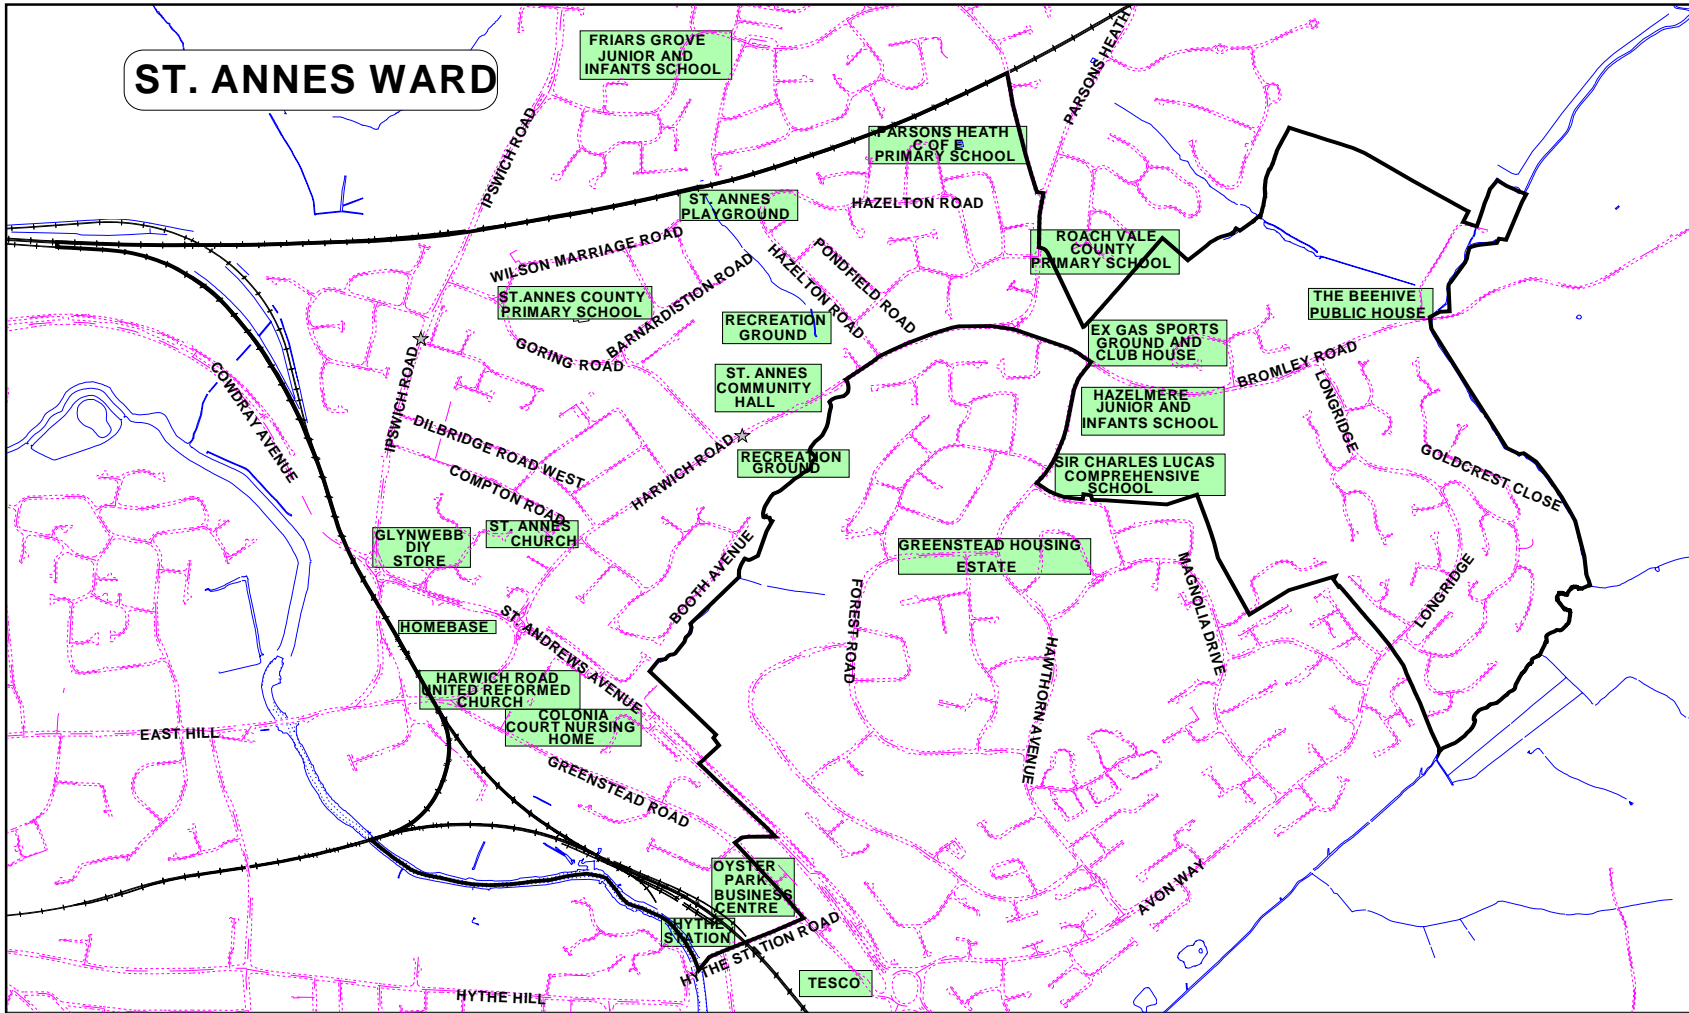 ST. ANNES WARD
FRIARS GROVE
JUNIOR AND
INFANTS SCHOOL
PARSONS HEATH
IPSWICH ROAD
PARSONS HEATH
C OF E
PRIMARY SCHOOL
ST. ANNES
PLAYGROUND
HAZELTON ROAD
WILSON MARRIAGE ROAD
ROACH VALE
COUNTY
PRIMARY SCHOOL
PONDFIELD ROAD
HAZELTON ROAD
BARNARDISTION ROAD
ST.ANNES COUNTY
PRIMARY SCHOOL
THE BEEHIVE
PUBLIC HOUSE
RECREATION
GROUND
EX GAS SPORTS
GROUND AND
CLUB HOUSE
GORING ROAD
IPSWICH ROAD
COWDRAY AVENUE
BROMLEY ROAD
ST. ANNES
COMMUNITY
HALL
LONGRIDGE
HAZELMERE
JUNIOR AND
INFANTS SCHOOL
DILBRIDGE ROAD WEST
HARWICH ROAD
RECREATION
GROUND
COMPTON ROAD
SIR CHARLES LUCAS
COMPREHENSIVE
SCHOOL
GOLDCREST CLOSE
GLYNWEBB
DIY
STORE
ST. ANNES
CHURCH
GREENSTEAD HOUSING
ESTATE
BOOTH AVENUE
MAGNOLIA DRIVE
LONGRIDGE
FOREST ROAD
HOMEBASE
ST. ANDREWS AVENUE
HAWTHORN AVENUE
HARWICH ROAD
UNITED REFORMED
CHURCH
COLONIA
COURT NURSING
HOME
EAST HILL
GREENSTEAD ROAD
OYSTER
PARK
BUSINESS
CENTRE
AVON WAY
HYTHE
STATION
HYTHE STATION ROAD
TESCO
HYTHE HILL